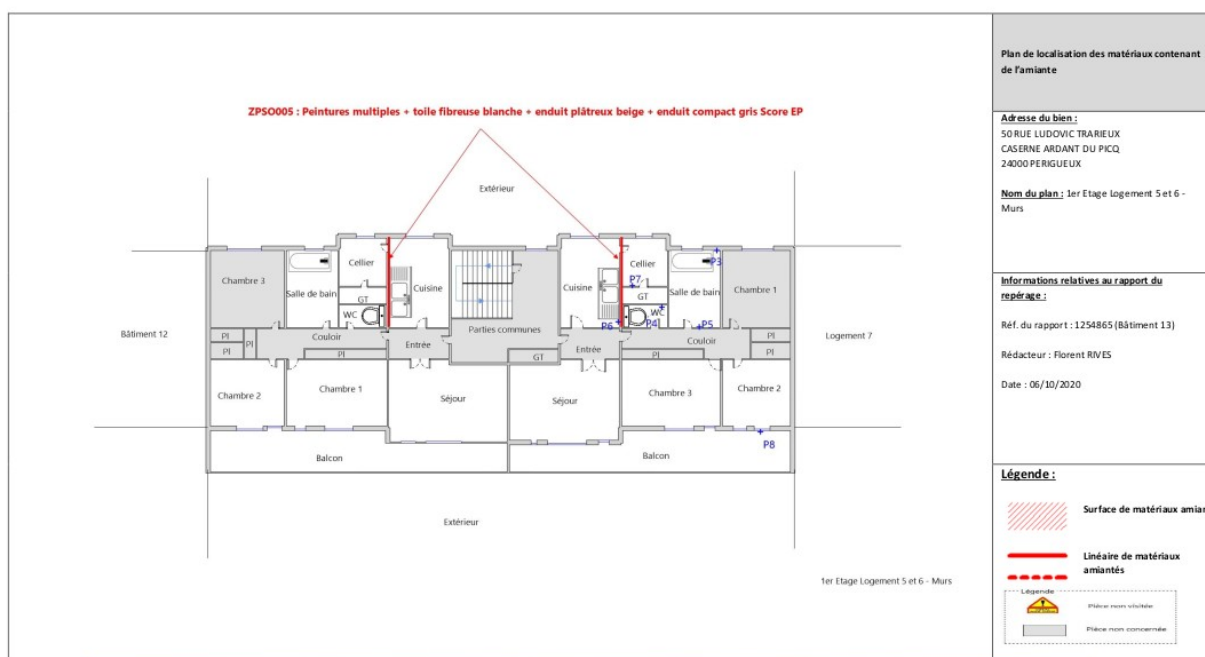 ZPSO005 : Peintures multiples + toile fibreuse blanche + enduit plâtreux beige + enduit compact gris Score EP
Extérieur
Cellier
Cellier
P3
Chambre 3
Salle de bain
GT
Cuisine
Cuisine
P7
GT
Salle de bain
Chambre 1
WC
WC
P6
P4
P5
Bâtiment 12
Parties communes
Logement 7
PI
PI
PI
Couloir
Entrée
Entrée
Couloir
PI
PI
PI
GT
PI
Chambre 2
Chambre 1
Séjour
Séjour
Chambre 3
Chambre 2
P8
Balcon
Balcon
Extérieur
1er Etage Logement 5 et 6 - Murs
Plan de localisation des matériaux contenant
de l'amiante
Adresse du bien :
50 RUE LUDOVIC TRARIEUX
CASERNE ARDANT DU PICQ
24000 PERIGUEUX
Nom du plan : 1er Etage Logement 5 et 6 -
Murs
Informations relatives au rapport du
repérage :
Réf. du rapport : 1254865 (Bâtiment 13)
Rédacteur : Florent RIVES
Date : 06/10/2020
Légende :
Surface de matériaux amian
Linéaire de matériaux
amiantés
Légende
Pièce non visitée
Pièce non concernée